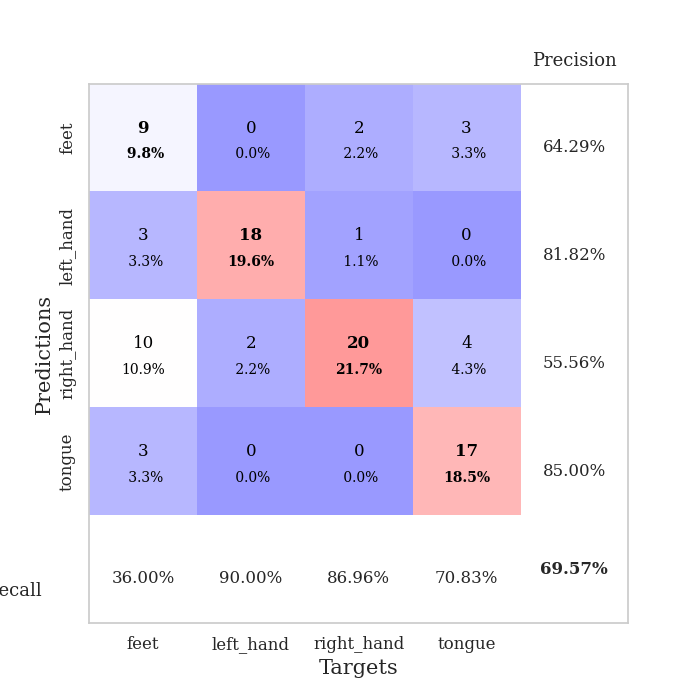 Precision
feet 9 0 2 3 64.29%
9.8% 0.0% 2.2% 3.3%
left_hand 3 18 1 0 81.82%
3.3% 19.6% 1.1% 0.0%
Predictions
right_hand 10 2 20 4 55.56%
10.9% 2.2% 21.7% 4.3%
tongue 3 0 0 17 85.00%
3.3% 0.0% 0.0% 18.5%
ecall 36.00% 90.00% 86.96% 70.83% 69.57%
feet left_hand right_hand tongue
Targets